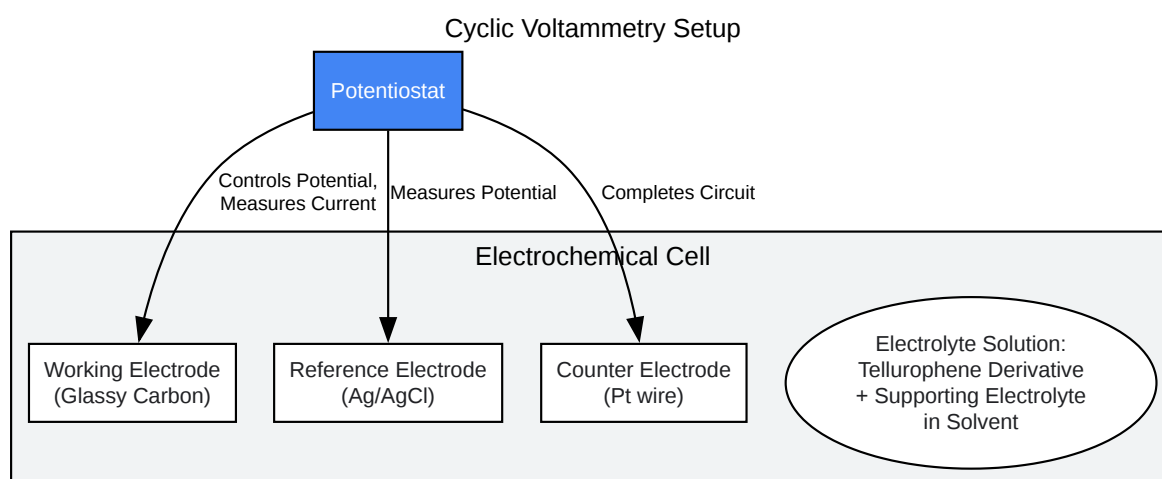 Cyclic Voltammetry Setup
Potentiostat
Controls Potential,
Measures Current
Measures Potential
Completes Circuit
Electrochemical Cell
Working Electrode
(Glassy Carbon)
Reference Electrode
(Ag/AgCl)
Counter Electrode
(Pt wire)
Electrolyte Solution:
Tellurophene Derivative
+ Supporting Electrolyte
in Solvent